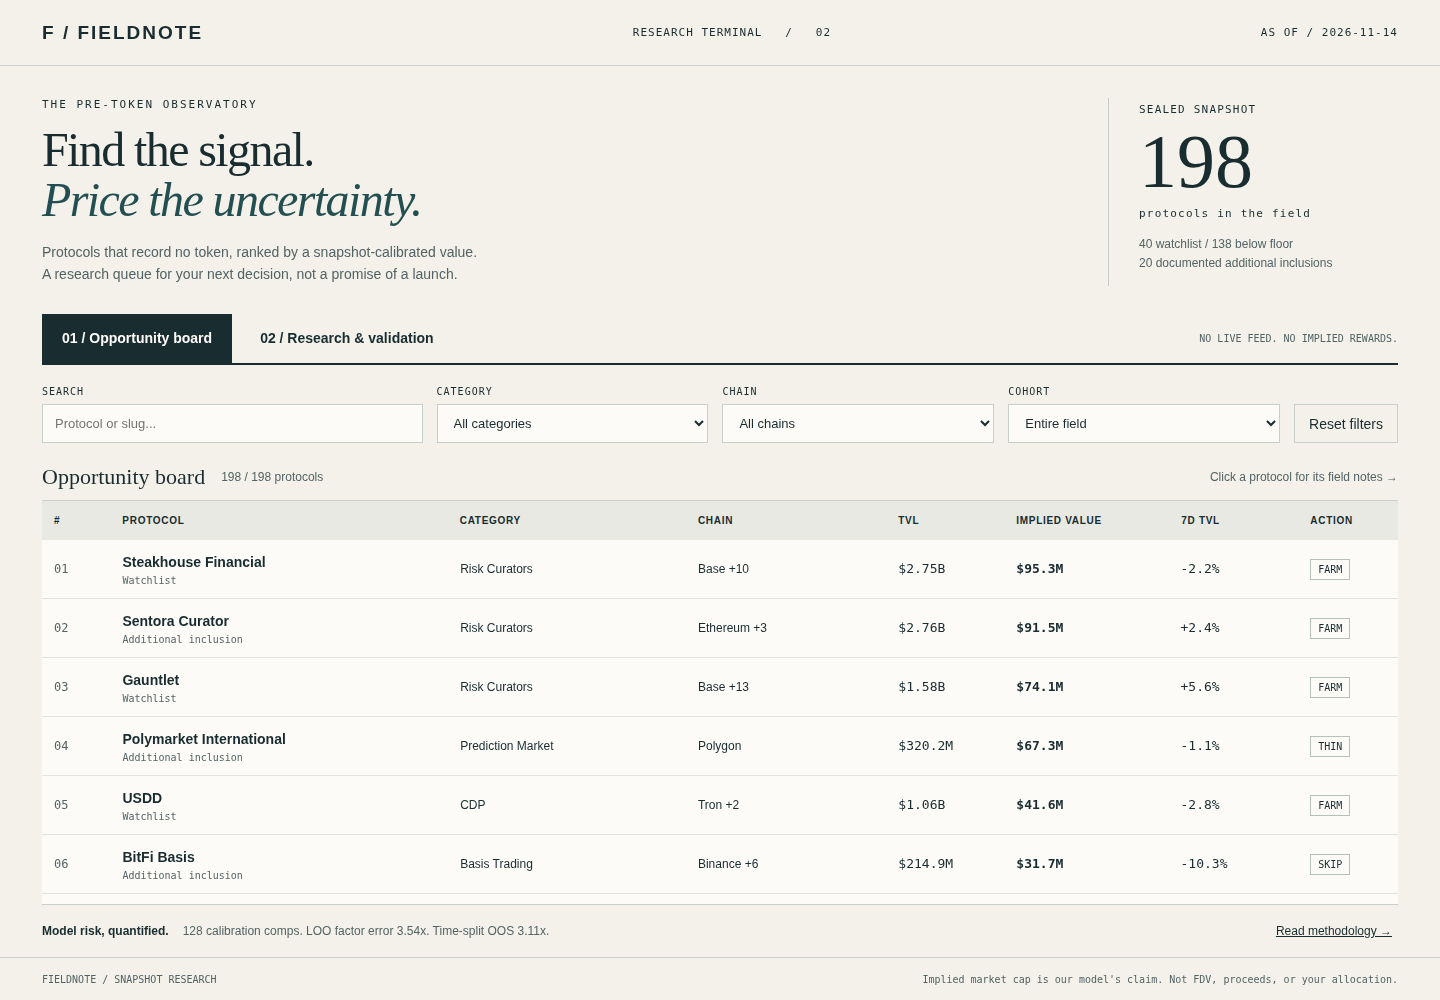 F / FIELDNOTE
RESEARCH TERMINAL / 02
AS OF / 2026-11-14
THE PRE-TOKEN OBSERVATORY
Find the signal.
Price the uncertainty.
Protocols that record no token, ranked by a snapshot-calibrated value.
A research queue for your next decision, not a promise of a launch.
SEALED SNAPSHOT
198
protocols in the field
40 watchlist / 138 below floor
20 documented additional inclusions
01 / Opportunity board
02 / Research & validation
NO LIVE FEED. NO IMPLIED REWARDS.
SEARCH
Protocol or slug...
CATEGORY
All categories
CHAIN
All chains
COHORT
Entire field
Reset filters
Opportunity board
198 / 198 protocols
Click a protocol for its field notes →
# PROTOCOL CATEGORY CHAIN TVL IMPLIED VALUE 7D TVL ACTION
01 Steakhouse Financial Risk Curators Base +10 $2.75B $95.3M -2.2% FARM
Watchlist
02 Sentora Curator Risk Curators Ethereum +3 $2.76B $91.5M +2.4% FARM
Additional inclusion
03 Gauntlet Risk Curators Base +13 $1.58B $74.1M +5.6% FARM
Watchlist
04 Polymarket International Prediction Market Polygon $320.2M $67.3M -1.1% THIN
Additional inclusion
05 USDD CDP Tron +2 $1.06B $41.6M -2.8% FARM
Watchlist
06 BitFi Basis Basis Trading Binance +6 $214.9M $31.7M -10.3% SKIP
Additional inclusion
Model risk, quantified. 128 calibration comps. LOO factor error 3.54x. Time-split OOS 3.11x.
Read methodology →
FIELDNOTE / SNAPSHOT RESEARCH
Implied market cap is our model's claim. Not FDV, proceeds, or your allocation.